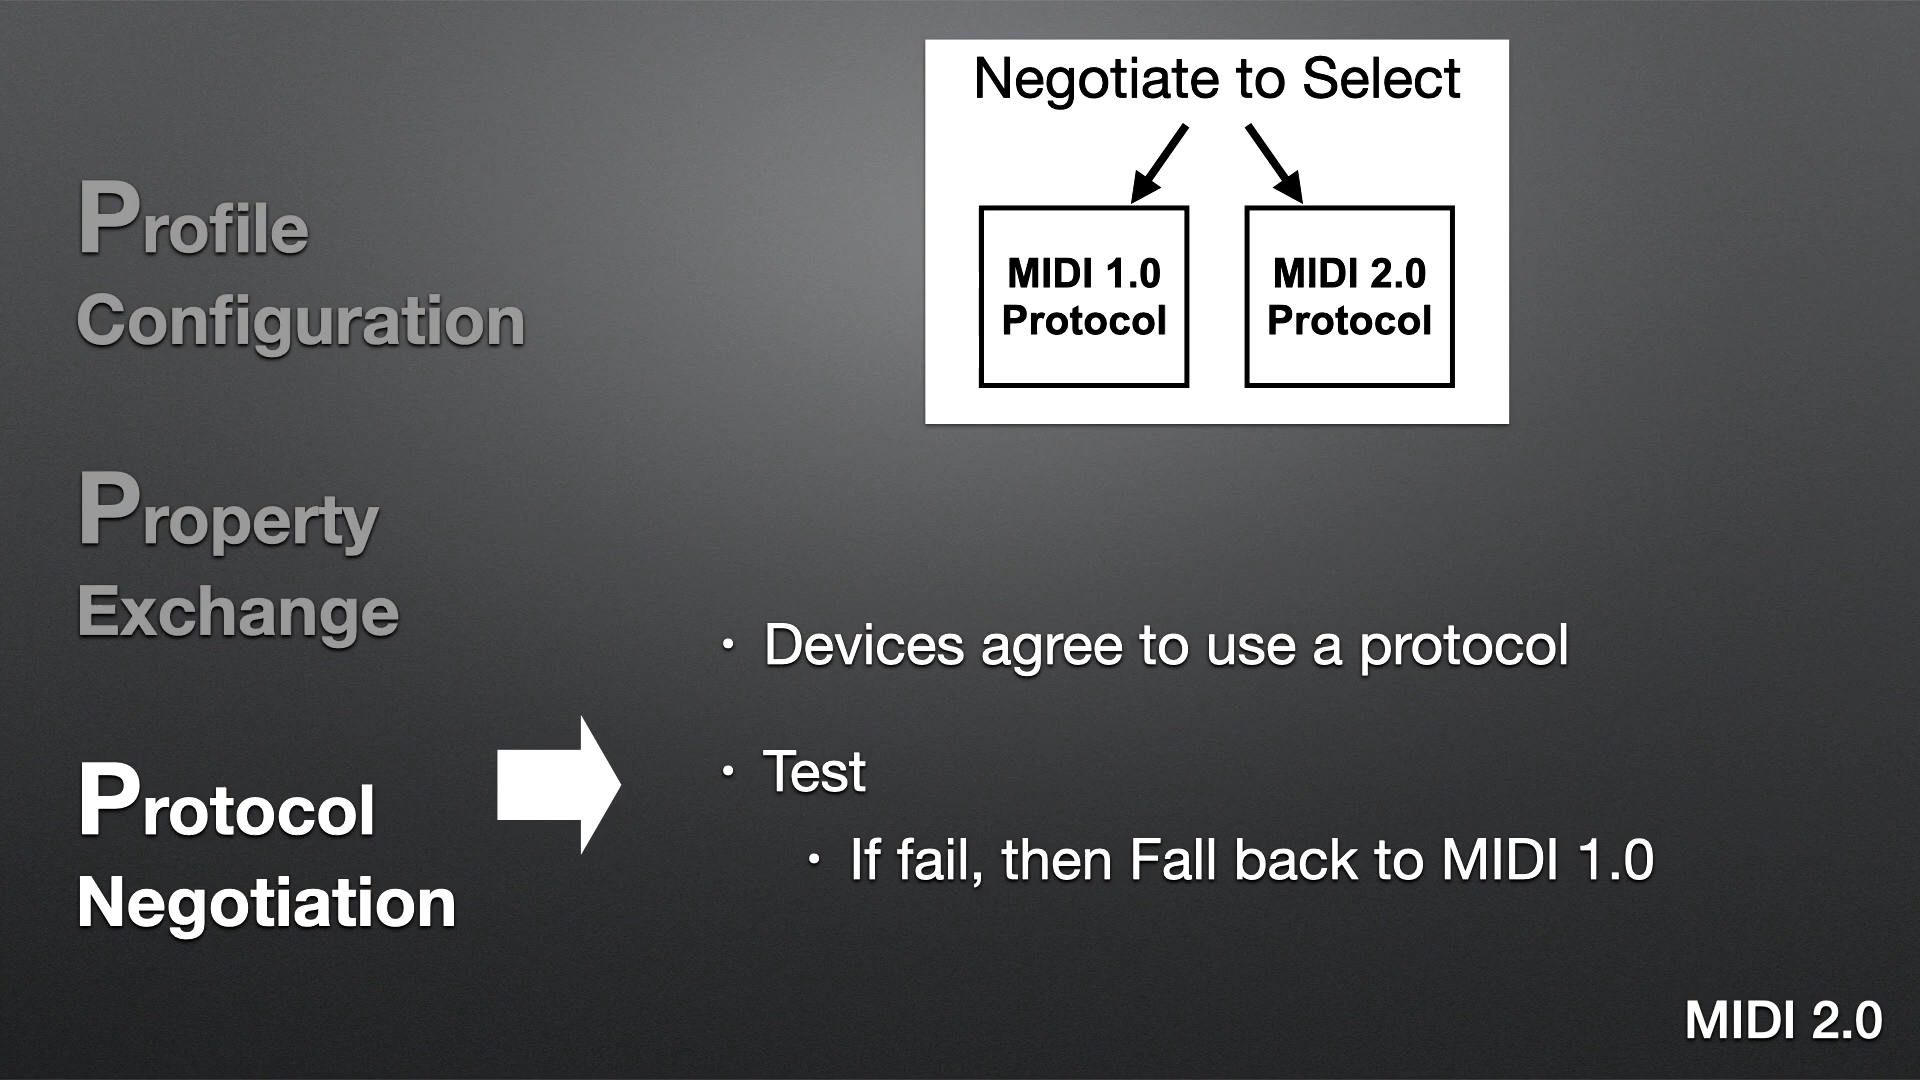 Negotiate to Select
MIDI 1.0
Protocol
MIDI 2.0
Protocol
Profile
Configuration
Property
Exchange
Protocol
Negotiation
• Devices agree to use a protocol
• Test
• If fail, then Fall back to MIDI 1.0
MIDI 2.0